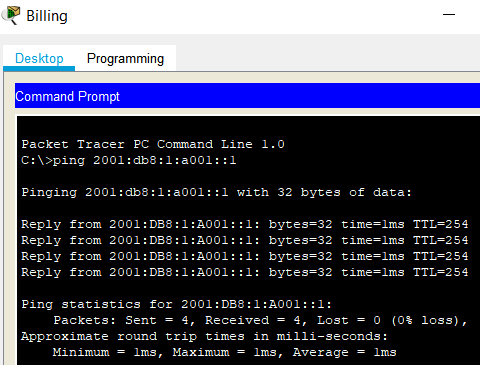 Billing
Desktop Programming
Command Prompt
Packet Tracer PC Command Line 1.0
C:\>ping 2001:db8:1:a001::1
Pinging 2001:db8:1:a001::1 with 32 bytes of data:
Reply from 2001:DB8:1:A001::1: bytes=32 time=1ms TTL=254
Reply from 2001:DB8:1:A001::1: bytes=32 time=1ms TTL=254
Reply from 2001:DB8:1:A001::1: bytes=32 time=1ms TTL=254
Reply from 2001:DB8:1:A001::1: bytes=32 time=1ms TTL=254
Ping statistics for 2001:DB8:1:A001::1:
Packets: Sent = 4, Received = 4, Lost = 0 (0% loss),
Approximate round trip times in milli-seconds:
Minimum = 1ms, Maximum = 1ms, Average = 1ms